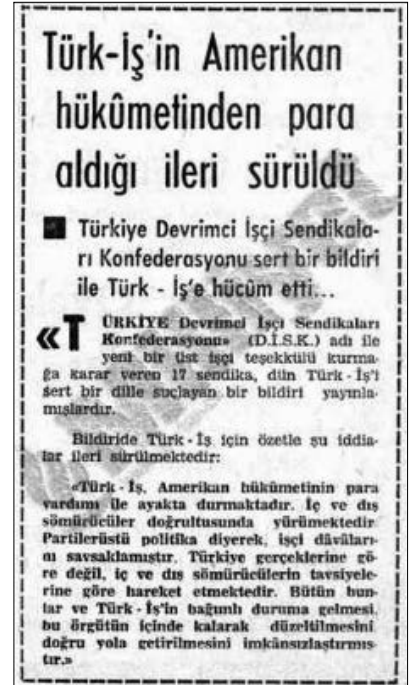 Türk-İş'in Amerikan
hükûmetinden para
aldığı ileri sürüldü
Türkiye Devrimci İşçi Sendikala-
rı Konfederasyonu sert bir bildiri
ile Türk - İş'e hücûm etti...
«TÜRKİYE Devrimci İşçi Sendikaları
Konfederasyonu» (D.İ.S.K.) adı ile
yeni bir üst işçi teşekkülü kurma-
ğa karar veren 17 sendika, dün Türk - İş'i
sert bir dille suçlayan bir bildiri yayınla-
mışlardır.
Bildiride Türk - İş için özetle şu iddia-
lar ileri sürülmektedir:
«Türk - İş, Amerikan hükûmetinin para
yardımı ile ayakta durmaktadır. İç ve dış
sömürücüler doğrultusunda yürümektedir
Partilerüstü politika diyerek, işçi dâvâları-
nı savsaklamıştır. Türkiye gerçeklerine gö-
re değil, iç ve dış sömürücülerin tavsiyele-
rine göre hareket etmektedir. Bütün bun-
lar ve Türk - İş'in bağımlı duruma gelmesi,
bu örgütün içinde kalarak düzeltilmesini
doğru yola getirilmesini imkânsızlaştırmış-
tır.»